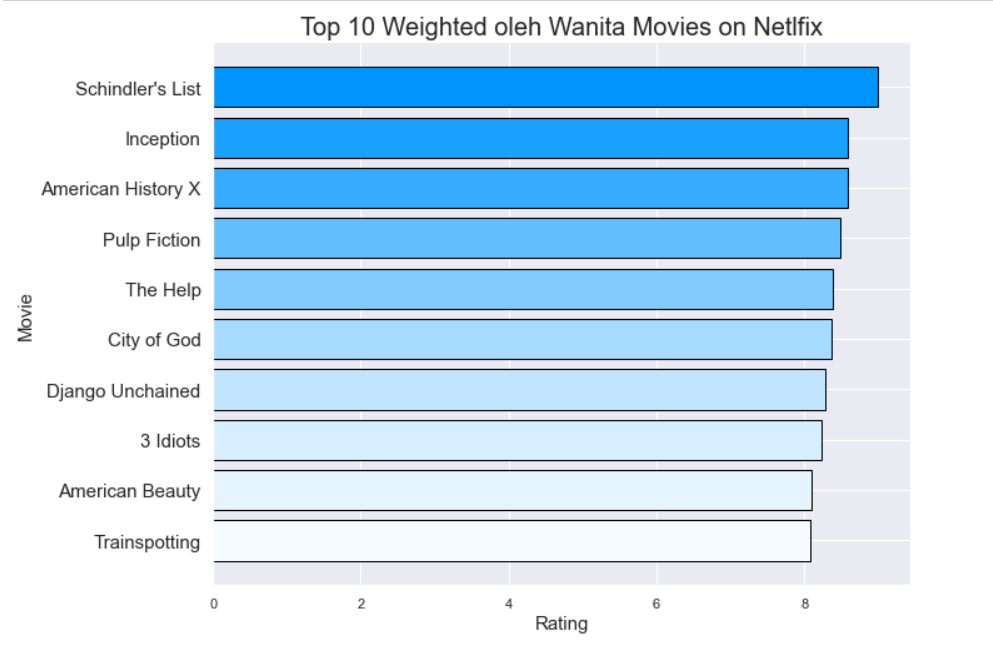 Top 10 Weighted oleh Wanita Movies on Netlfix
Schindler's List
Inception
American History X
Pulp Fiction
The Help
City of God
Django Unchained
3 Idiots
American Beauty
Trainspotting
Movie
0 2 4 6 8
Rating